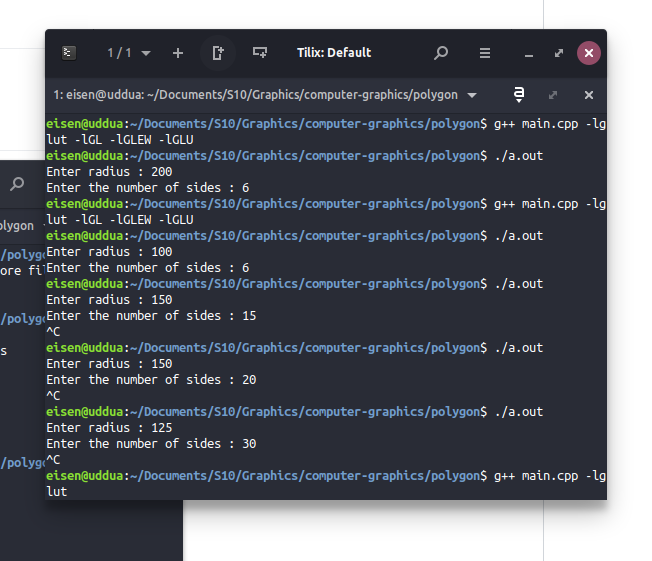 1 / 1
Tilix: Default
1: eisen@uddua: ~/Documents/S10/Graphics/computer-graphics/polygon
eisen@uddua:~/Documents/S10/Graphics/computer-graphics/polygon$ g++ main.cpp -lg
lut -lGL -lGLEW -lGLU
eisen@uddua:~/Documents/S10/Graphics/computer-graphics/polygon$ ./a.out
Enter radius : 200
Enter the number of sides : 6
eisen@uddua:~/Documents/S10/Graphics/computer-graphics/polygon$ g++ main.cpp -lg
lut -lGL -lGLEW -lGLU
eisen@uddua:~/Documents/S10/Graphics/computer-graphics/polygon$ ./a.out
Enter radius : 100
Enter the number of sides : 6
eisen@uddua:~/Documents/S10/Graphics/computer-graphics/polygon$ ./a.out
Enter radius : 150
Enter the number of sides : 15
^C
eisen@uddua:~/Documents/S10/Graphics/computer-graphics/polygon$ ./a.out
Enter radius : 150
Enter the number of sides : 20
^C
eisen@uddua:~/Documents/S10/Graphics/computer-graphics/polygon$ ./a.out
Enter radius : 125
Enter the number of sides : 30
^C
eisen@uddua:~/Documents/S10/Graphics/computer-graphics/polygon$ g++ main.cpp -lg
lut
olygon
/polyg
ore fi
/polyg
s
/polyg